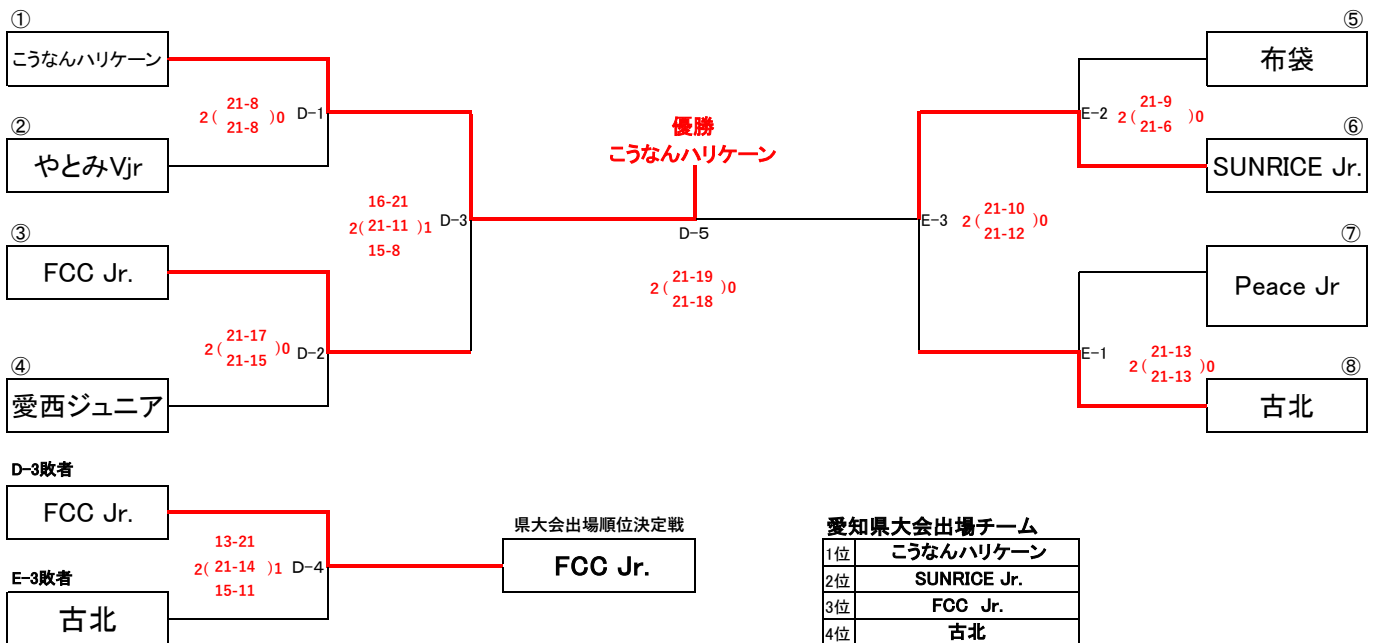 ①
こうなんハリケーン
2( 21-8 )0 D-1
21-8
②
やとみVjr
16-21
2( 21-11 )1 D-3
15-8
③
FCC Jr.
2( 21-17 )0 D-2
21-15
④
愛西ジュニア
優勝
こうなんハリケーン
D-5
2( 21-19 )0
21-18
⑤
布袋
E-2 2( 21-9 )0
21-6
⑥
SUNRICE Jr.
E-3 2( 21-10 )0
21-12
⑦
Peace Jr
E-1 2( 21-13 )0
21-13
⑧
古北
D-3敗者
FCC Jr.
13-21
2( 21-14 )1 D-4
15-11
E-3敗者
古北
県大会出場順位決定戦
FCC Jr.
愛知県大会出場チーム
1位 こうなんハリケーン
2位 SUNRICE Jr.
3位 FCC Jr.
4位 古北